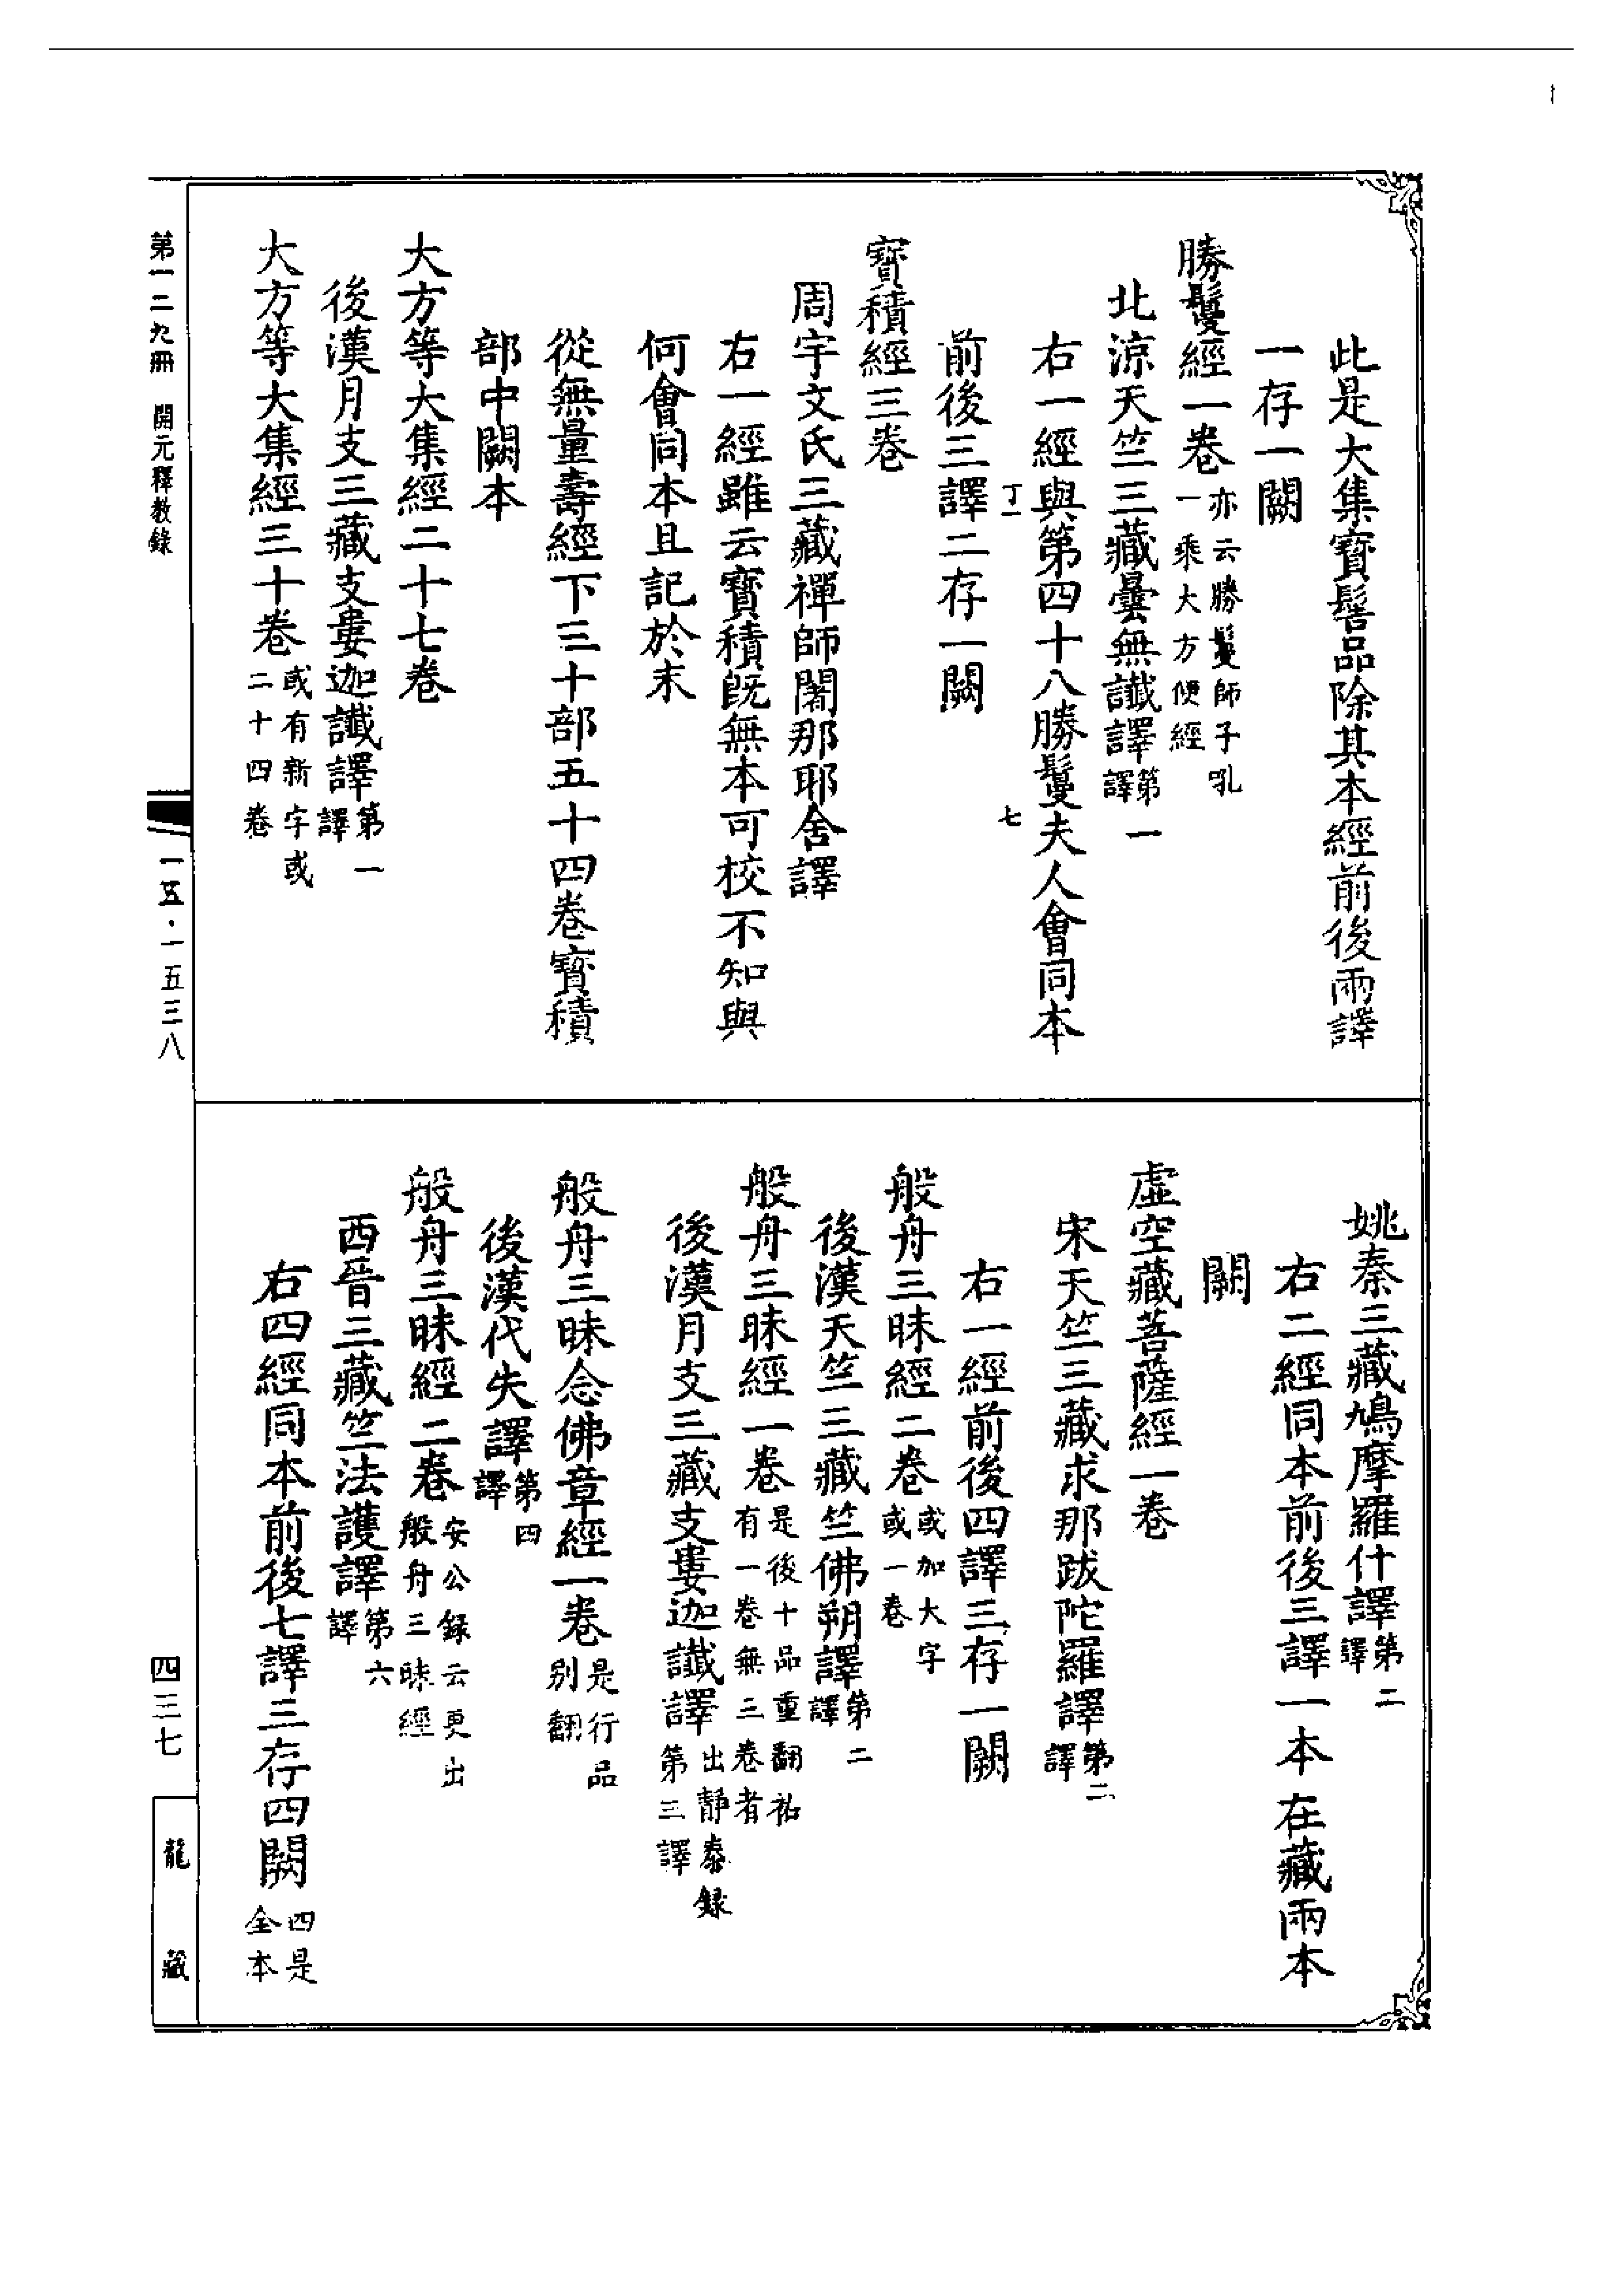 此是大集寶髻品除其本經前後兩譯
一存一闕
勝鬘經一卷亦云勝鬘師子吼一乘大方便經
北涼天竺三藏曇無讖譯第一譯
右一經與第四十八勝鬘夫人會同本
丁一 七
前後三譯二存一闕
寶積經三卷
周宇文氏三藏禪師闍那耶舍譯
右一經雖云寶積既無本可校不知與
何會同本且記於末
從無量壽經下三十部五十四卷寶積
部中闕本
大方等大集經二十七卷
後漢月支三藏支婁迦讖譯第一譯
大方等大集經三十卷或有新字或二十四卷
姚秦三藏鳩摩羅什譯第二譯
右二經同本前後三譯一本在藏兩本
闕
虛空藏菩薩經一卷
宋天竺三藏求那跋陀羅譯第二譯
右一經前後四譯三存一闕
般舟三昧經二卷或加大字或一卷
後漢天竺三藏竺佛朔譯第二譯
般舟三昧經一卷是後十品重翻祐有一卷無三卷者
後漢月支三藏支婁迦讖譯出靜泰録第三譯
般舟三昧念佛章經一卷是行品別翻
後漢代失譯第四譯
般舟三昧經二卷安公録云更出般舟三昧經
西晉三藏竺法護譯第六譯
右四經同本前後七譯三存四闕四是全本
第一二九冊 開元釋教錄
一五·一五三八
四三七
龍藏